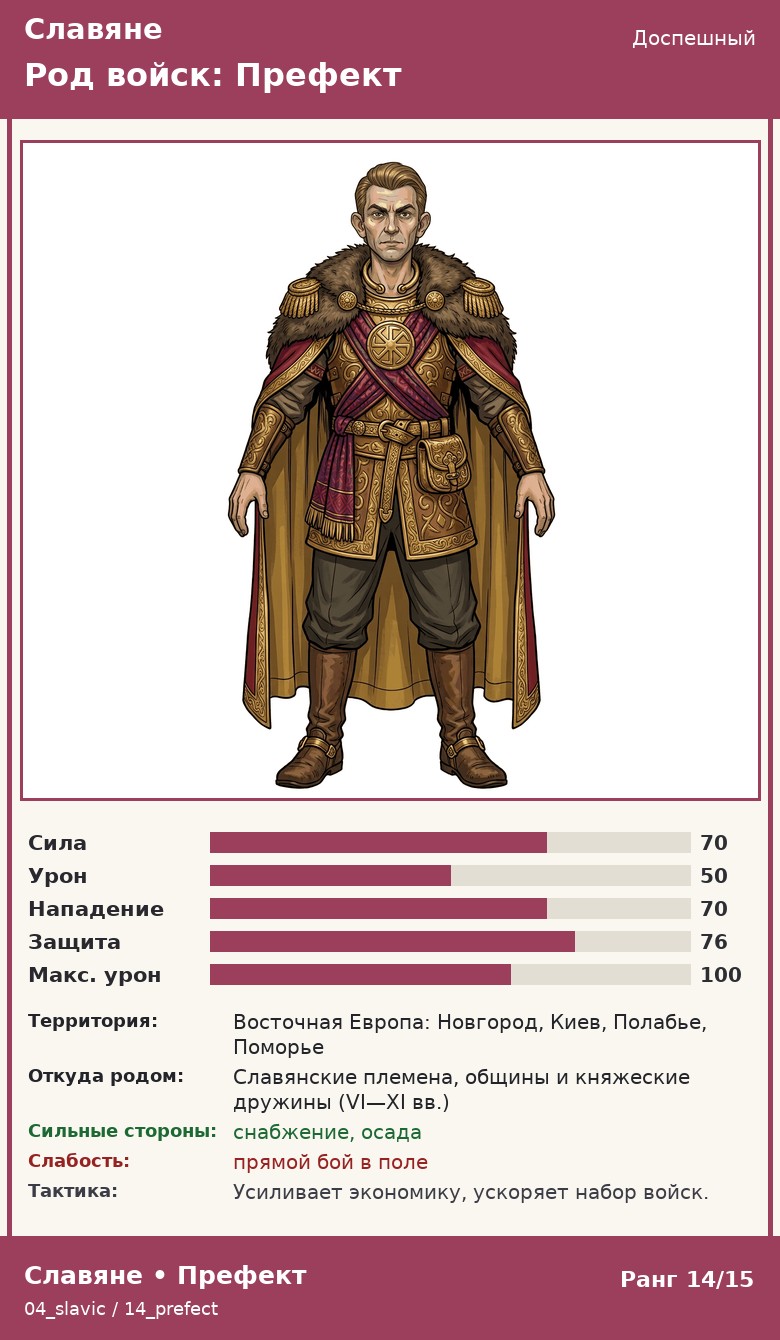 Славяне
Доспешный
Род войск: Префект
Сила 70
Урон 50
Нападение 70
Защита 76
Макс. урон 100
Территория: Восточная Европа: Новгород, Киев, Полабье,
Поморье
Откуда родом: Славянские племена, общины и княжеские
дружины (VI—XI вв.)
Сильные стороны: снабжение, осада
Слабость: прямой бой в поле
Тактика: Усиливает экономику, ускоряет набор войск.
Славяне • Префект
Ранг 14/15
04_slavic / 14_prefect